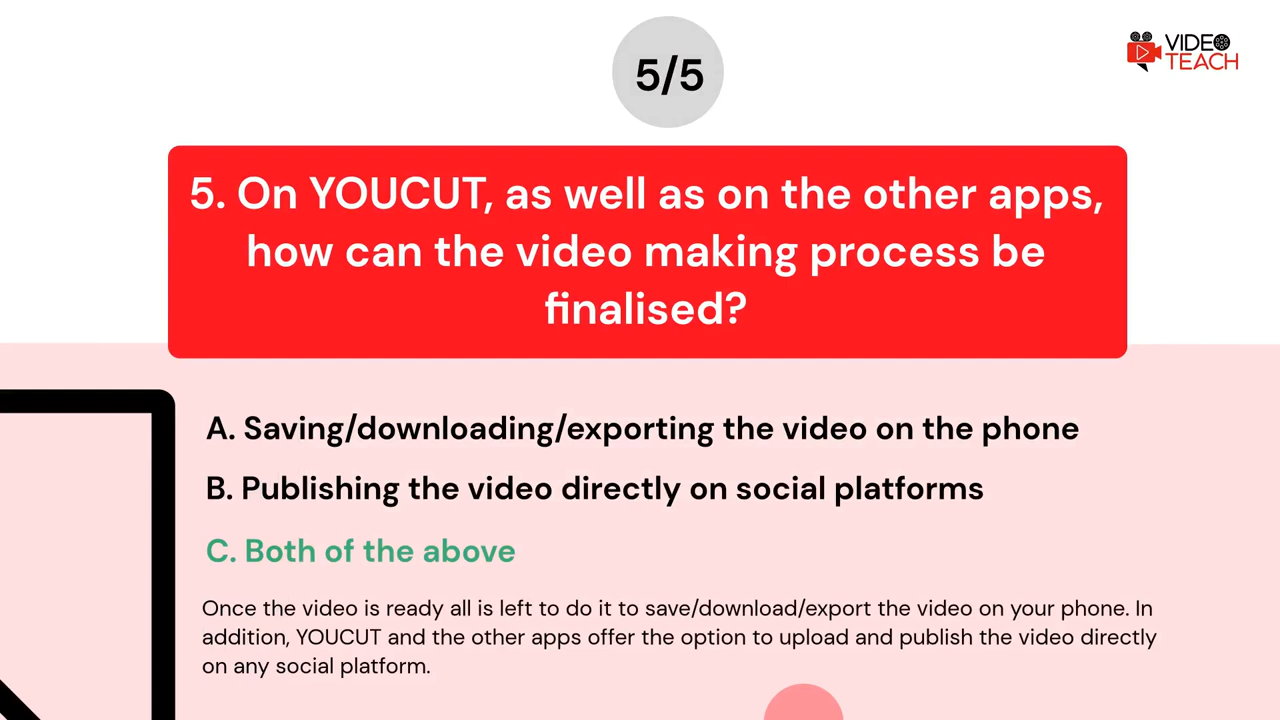 5/5
VIDEO
TEACH
5. On YOUCUT, as well as on the other apps,
how can the video making process be
finalised?
A. Saving/downloading/exporting the video on the phone
B. Publishing the video directly on social platforms
C. Both of the above
Once the video is ready all is left to do it to save/download/export the video on your phone. In
addition, YOUCUT and the other apps offer the option to upload and publish the video directly
on any social platform.